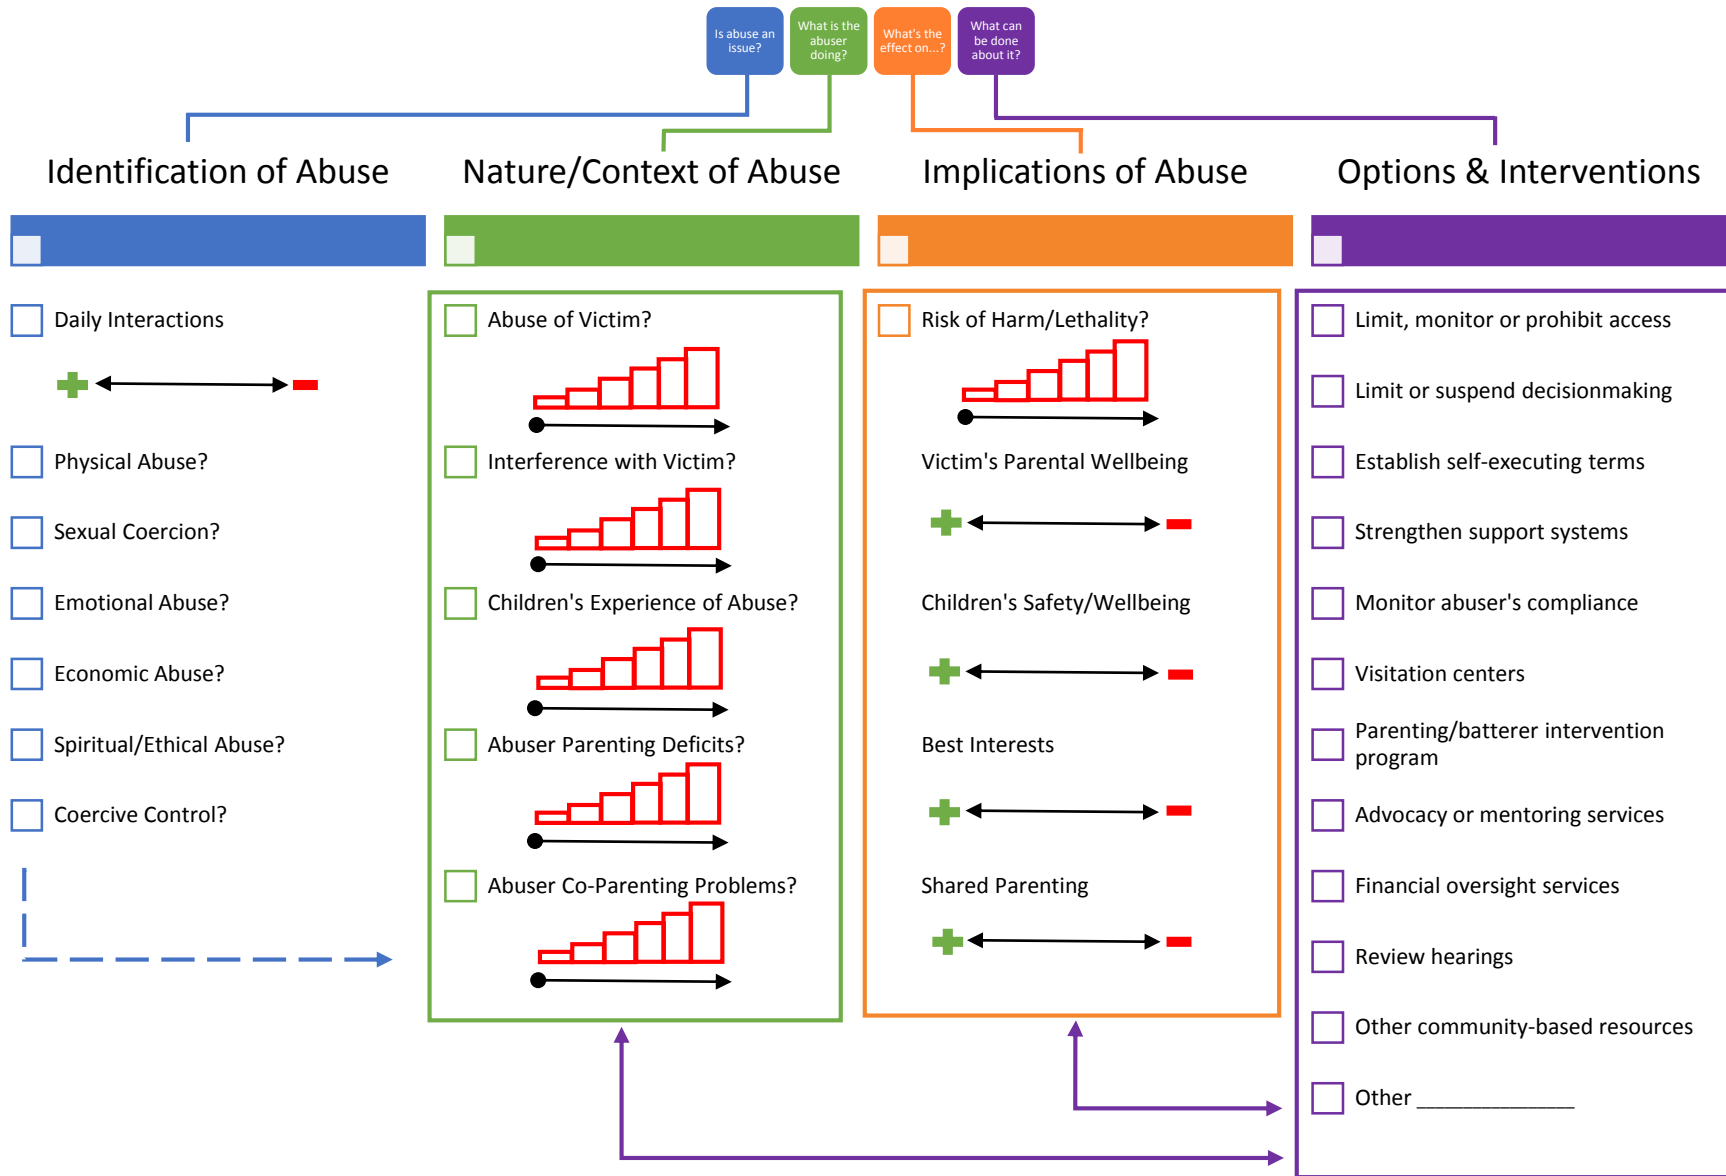 Is abuse an
issue?
What is the
abuser
doing?
What's the
effect on...?
What can
be done
about it?
Identification of Abuse
Nature/Context of Abuse
Implications of Abuse
Options & Interventions
Daily Interactions
Physical Abuse?
Sexual Coercion?
Emotional Abuse?
Economic Abuse?
Spiritual/Ethical Abuse?
Coercive Control?
Abuse of Victim?
Interference with Victim?
Children's Experience of Abuse?
Abuser Parenting Deficits?
Abuser Co-Parenting Problems?
Risk of Harm/Lethality?
Victim's Parental Wellbeing
Children's Safety/Wellbeing
Best Interests
Shared Parenting
Limit, monitor or prohibit access
Limit or suspend decisionmaking
Establish self-executing terms
Strengthen support systems
Monitor abuser's compliance
Visitation centers
Parenting/batterer intervention
program
Advocacy or mentoring services
Financial oversight services
Review hearings
Other community-based resources
Other _______________